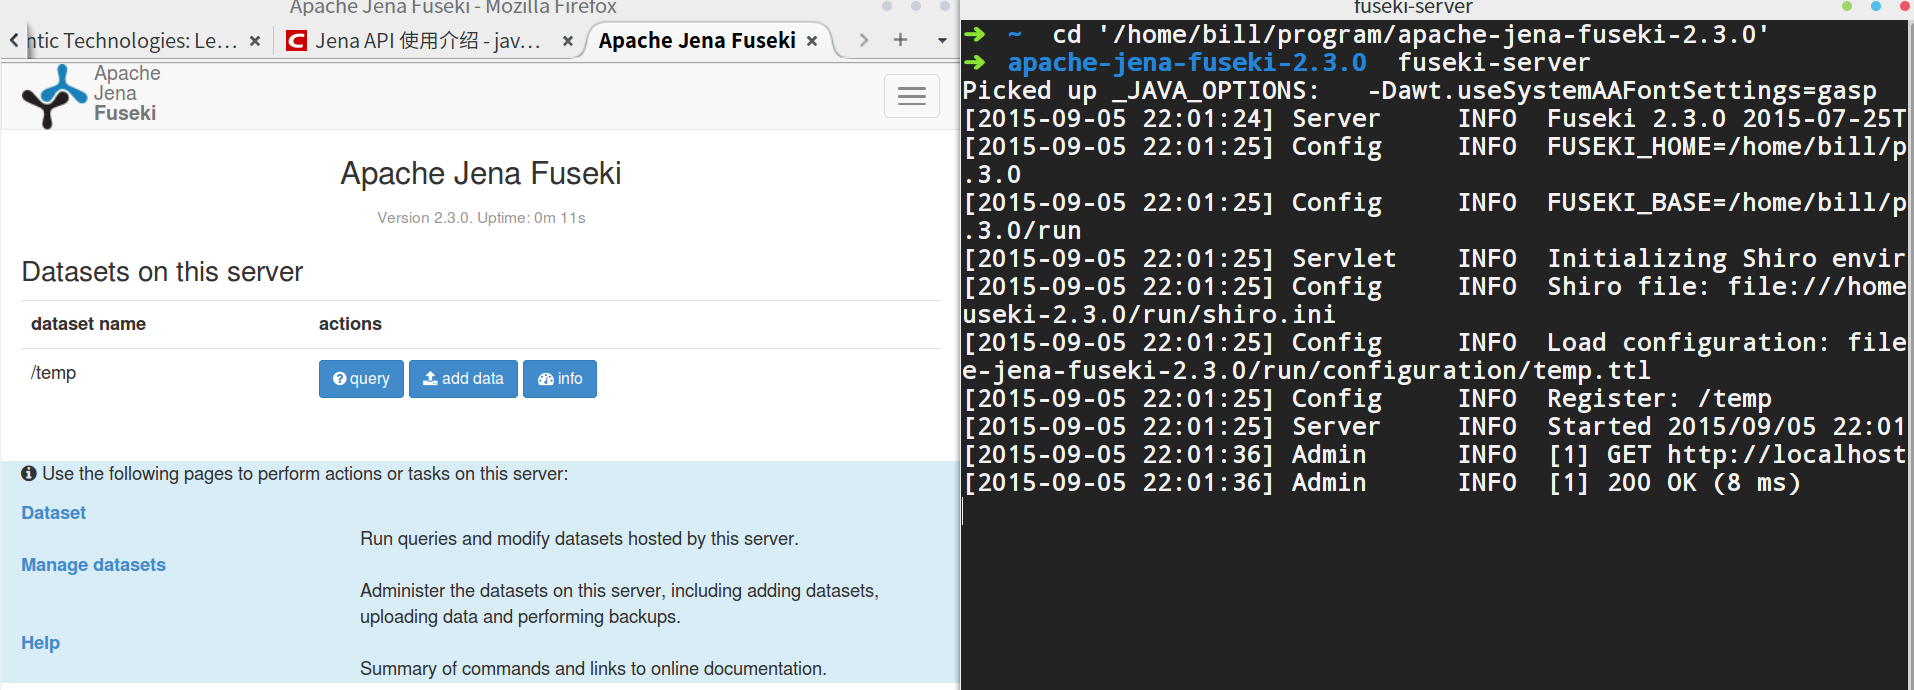 Apache Jena Fuseki - Mozilla Firefox
ntic Technologies: Le...
Jena API 使用介绍 - jav...
Apache Jena Fuseki
Apache
Jena
Fuseki
Apache Jena Fuseki
Version 2.3.0. Uptime: 0m 11s
Datasets on this server
dataset name actions
/temp query add data info
Use the following pages to perform actions or tasks on this server:
Dataset
Run queries and modify datasets hosted by this server.
Manage datasets
Administer the datasets on this server, including adding datasets,
uploading data and performing backups.
Help
Summary of commands and links to online documentation.
fuseki-server
➜ ~ cd '/home/bill/program/apache-jena-fuseki-2.3.0'
➜ apache-jena-fuseki-2.3.0 fuseki-server
Picked up _JAVA_OPTIONS: -Dawt.useSystemAAFontSettings=gasp
[2015-09-05 22:01:24] Server INFO Fuseki 2.3.0 2015-07-25T
[2015-09-05 22:01:25] Config INFO FUSEKI_HOME=/home/bill/p
.3.0
[2015-09-05 22:01:25] Config INFO FUSEKI_BASE=/home/bill/p
.3.0/run
[2015-09-05 22:01:25] Servlet INFO Initializing Shiro envir
[2015-09-05 22:01:25] Config INFO Shiro file: file:///home
useki-2.3.0/run/shiro.ini
[2015-09-05 22:01:25] Config INFO Load configuration: file
e-jena-fuseki-2.3.0/run/configuration/temp.ttl
[2015-09-05 22:01:25] Config INFO Register: /temp
[2015-09-05 22:01:25] Server INFO Started 2015/09/05 22:01
[2015-09-05 22:01:36] Admin INFO [1] GET http://localhost
[2015-09-05 22:01:36] Admin INFO [1] 200 OK (8 ms)